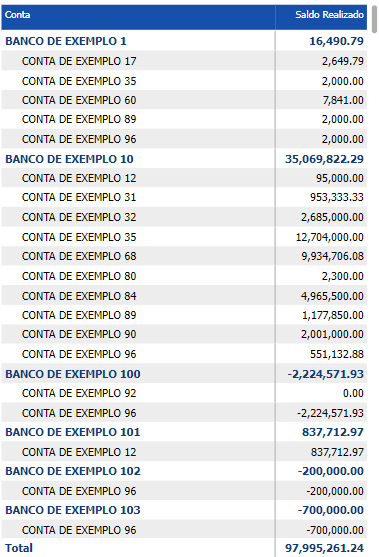 Conta Saldo Realizado
BANCO DE EXEMPLO 1 16,490.79
CONTA DE EXEMPLO 17 2,649.79
CONTA DE EXEMPLO 35 2,000.00
CONTA DE EXEMPLO 60 7,841.00
CONTA DE EXEMPLO 89 2,000.00
CONTA DE EXEMPLO 96 2,000.00
BANCO DE EXEMPLO 10 35,069,822.29
CONTA DE EXEMPLO 12 95,000.00
CONTA DE EXEMPLO 31 953,333.33
CONTA DE EXEMPLO 32 2,685,000.00
CONTA DE EXEMPLO 35 12,704,000.00
CONTA DE EXEMPLO 68 9,934,706.08
CONTA DE EXEMPLO 80 2,300.00
CONTA DE EXEMPLO 84 4,965,500.00
CONTA DE EXEMPLO 89 1,177,850.00
CONTA DE EXEMPLO 90 2,001,000.00
CONTA DE EXEMPLO 96 551,132.88
BANCO DE EXEMPLO 100 -2,224,571.93
CONTA DE EXEMPLO 92 0.00
CONTA DE EXEMPLO 96 -2,224,571.93
BANCO DE EXEMPLO 101 837,712.97
CONTA DE EXEMPLO 12 837,712.97
BANCO DE EXEMPLO 102 -200,000.00
CONTA DE EXEMPLO 96 -200,000.00
BANCO DE EXEMPLO 103 -700,000.00
CONTA DE EXEMPLO 96 -700,000.00
Total 97,995,261.24